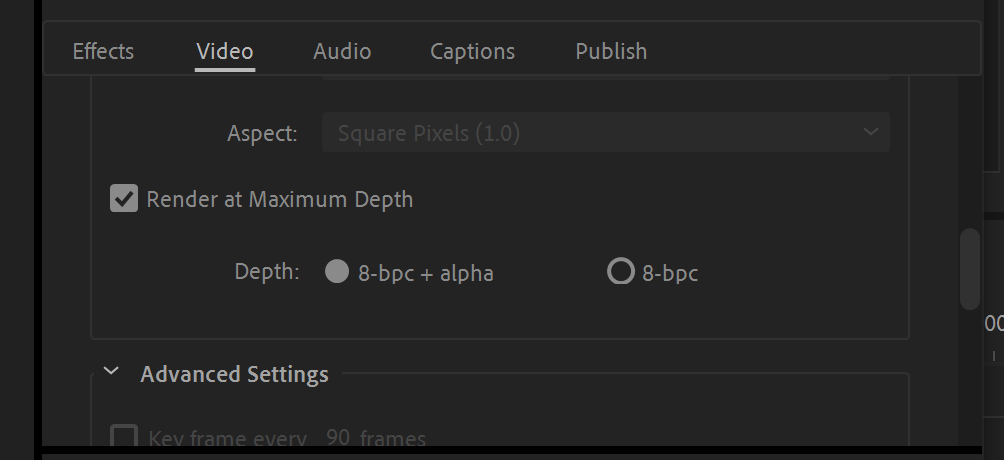 Effects Video Audio Captions Publish
Aspect: Square Pixels (1.0)
Render at Maximum Depth
Depth: 8-bpc + alpha 8-bpc
00
Advanced Settings
Key frame every 90 frames